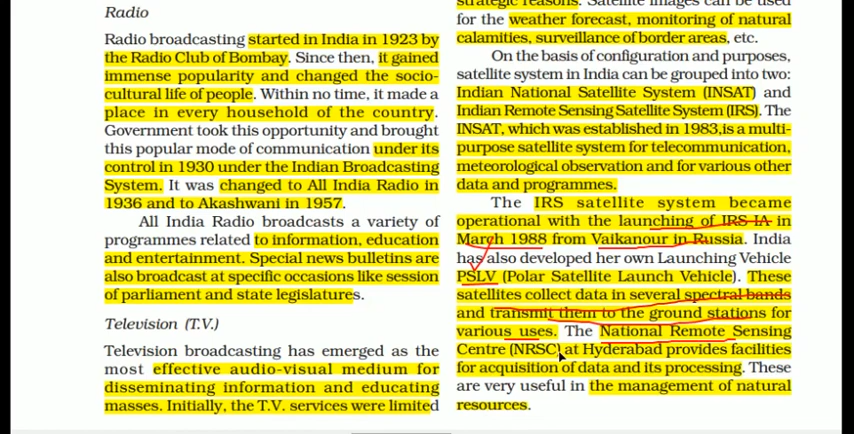 Radio
Radio broadcasting started in India in 1923 by
the Radio Club of Bombay. Since then, it gained
immense popularity and changed the socio-
cultural life of people. Within no time, it made a
place in every household of the country.
Government took this opportunity and brought
this popular mode of communication under its
control in 1930 under the Indian Broadcasting
System. It was changed to All India Radio in
1936 and to Akashwani in 1957.
All India Radio broadcasts a variety of
programmes related to information, education
and entertainment. Special news bulletins are
also broadcast at specific occasions like session
of parliament and state legislatures.
Television (T.V.)
Television broadcasting has emerged as the
most effective audio-visual medium for
disseminating information and educating
masses. Initially, the T.V. services were limited
strategic reasons. Satellite images can be used
for the weather forecast, monitoring of natural
calamities, surveillance of border areas, etc.
On the basis of configuration and purposes,
satellite system in India can be grouped into two:
Indian National Satellite System (INSAT) and
Indian Remote Sensing Satellite System (IRS). The
INSAT, which was established in 1983,is a multi-
purpose satellite system for telecommunication,
meteorological observation and for various other
data and programmes.
The IRS satellite system became
operational with the launching of IRS-IA in
March 1988 from Vaikanour in Russia. India
has also developed her own Launching Vehicle
PSLV (Polar Satellite Launch Vehicle). These
satellites collect data in several spectral bands
and transmit them to the ground stations for
various uses. The National Remote Sensing
Centre (NRSC) at Hyderabad provides facilities
for acquisition of data and its processing. These
are very useful in the management of natural
resources.